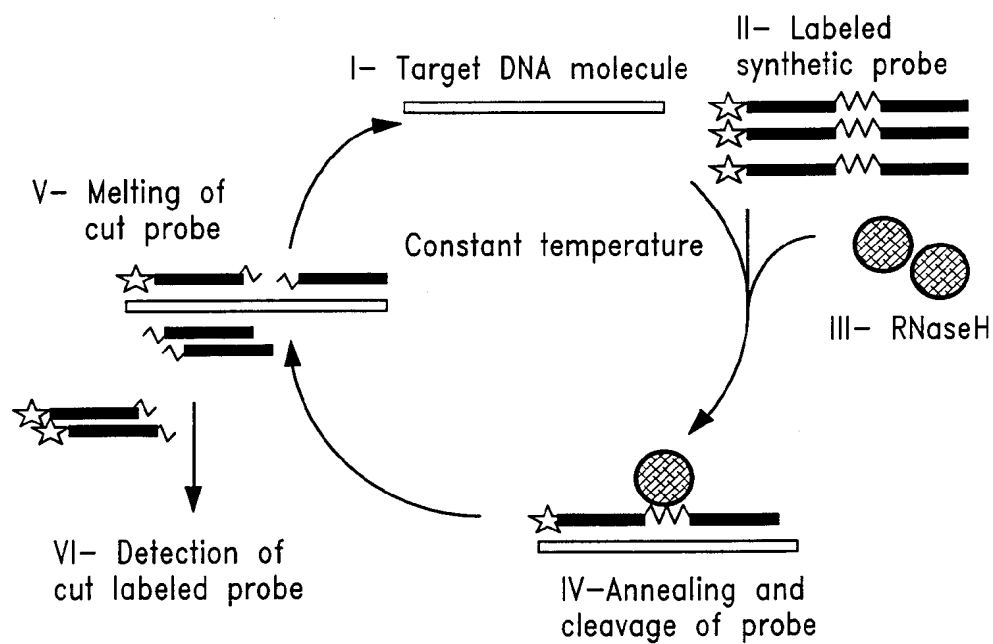 I– Target DNA molecule
II– Labeled
synthetic probe
III– RNaseH
Constant temperature
IV–Annealing and
cleavage of probe
V– Melting of
cut probe
VI– Detection of
cut labeled probe